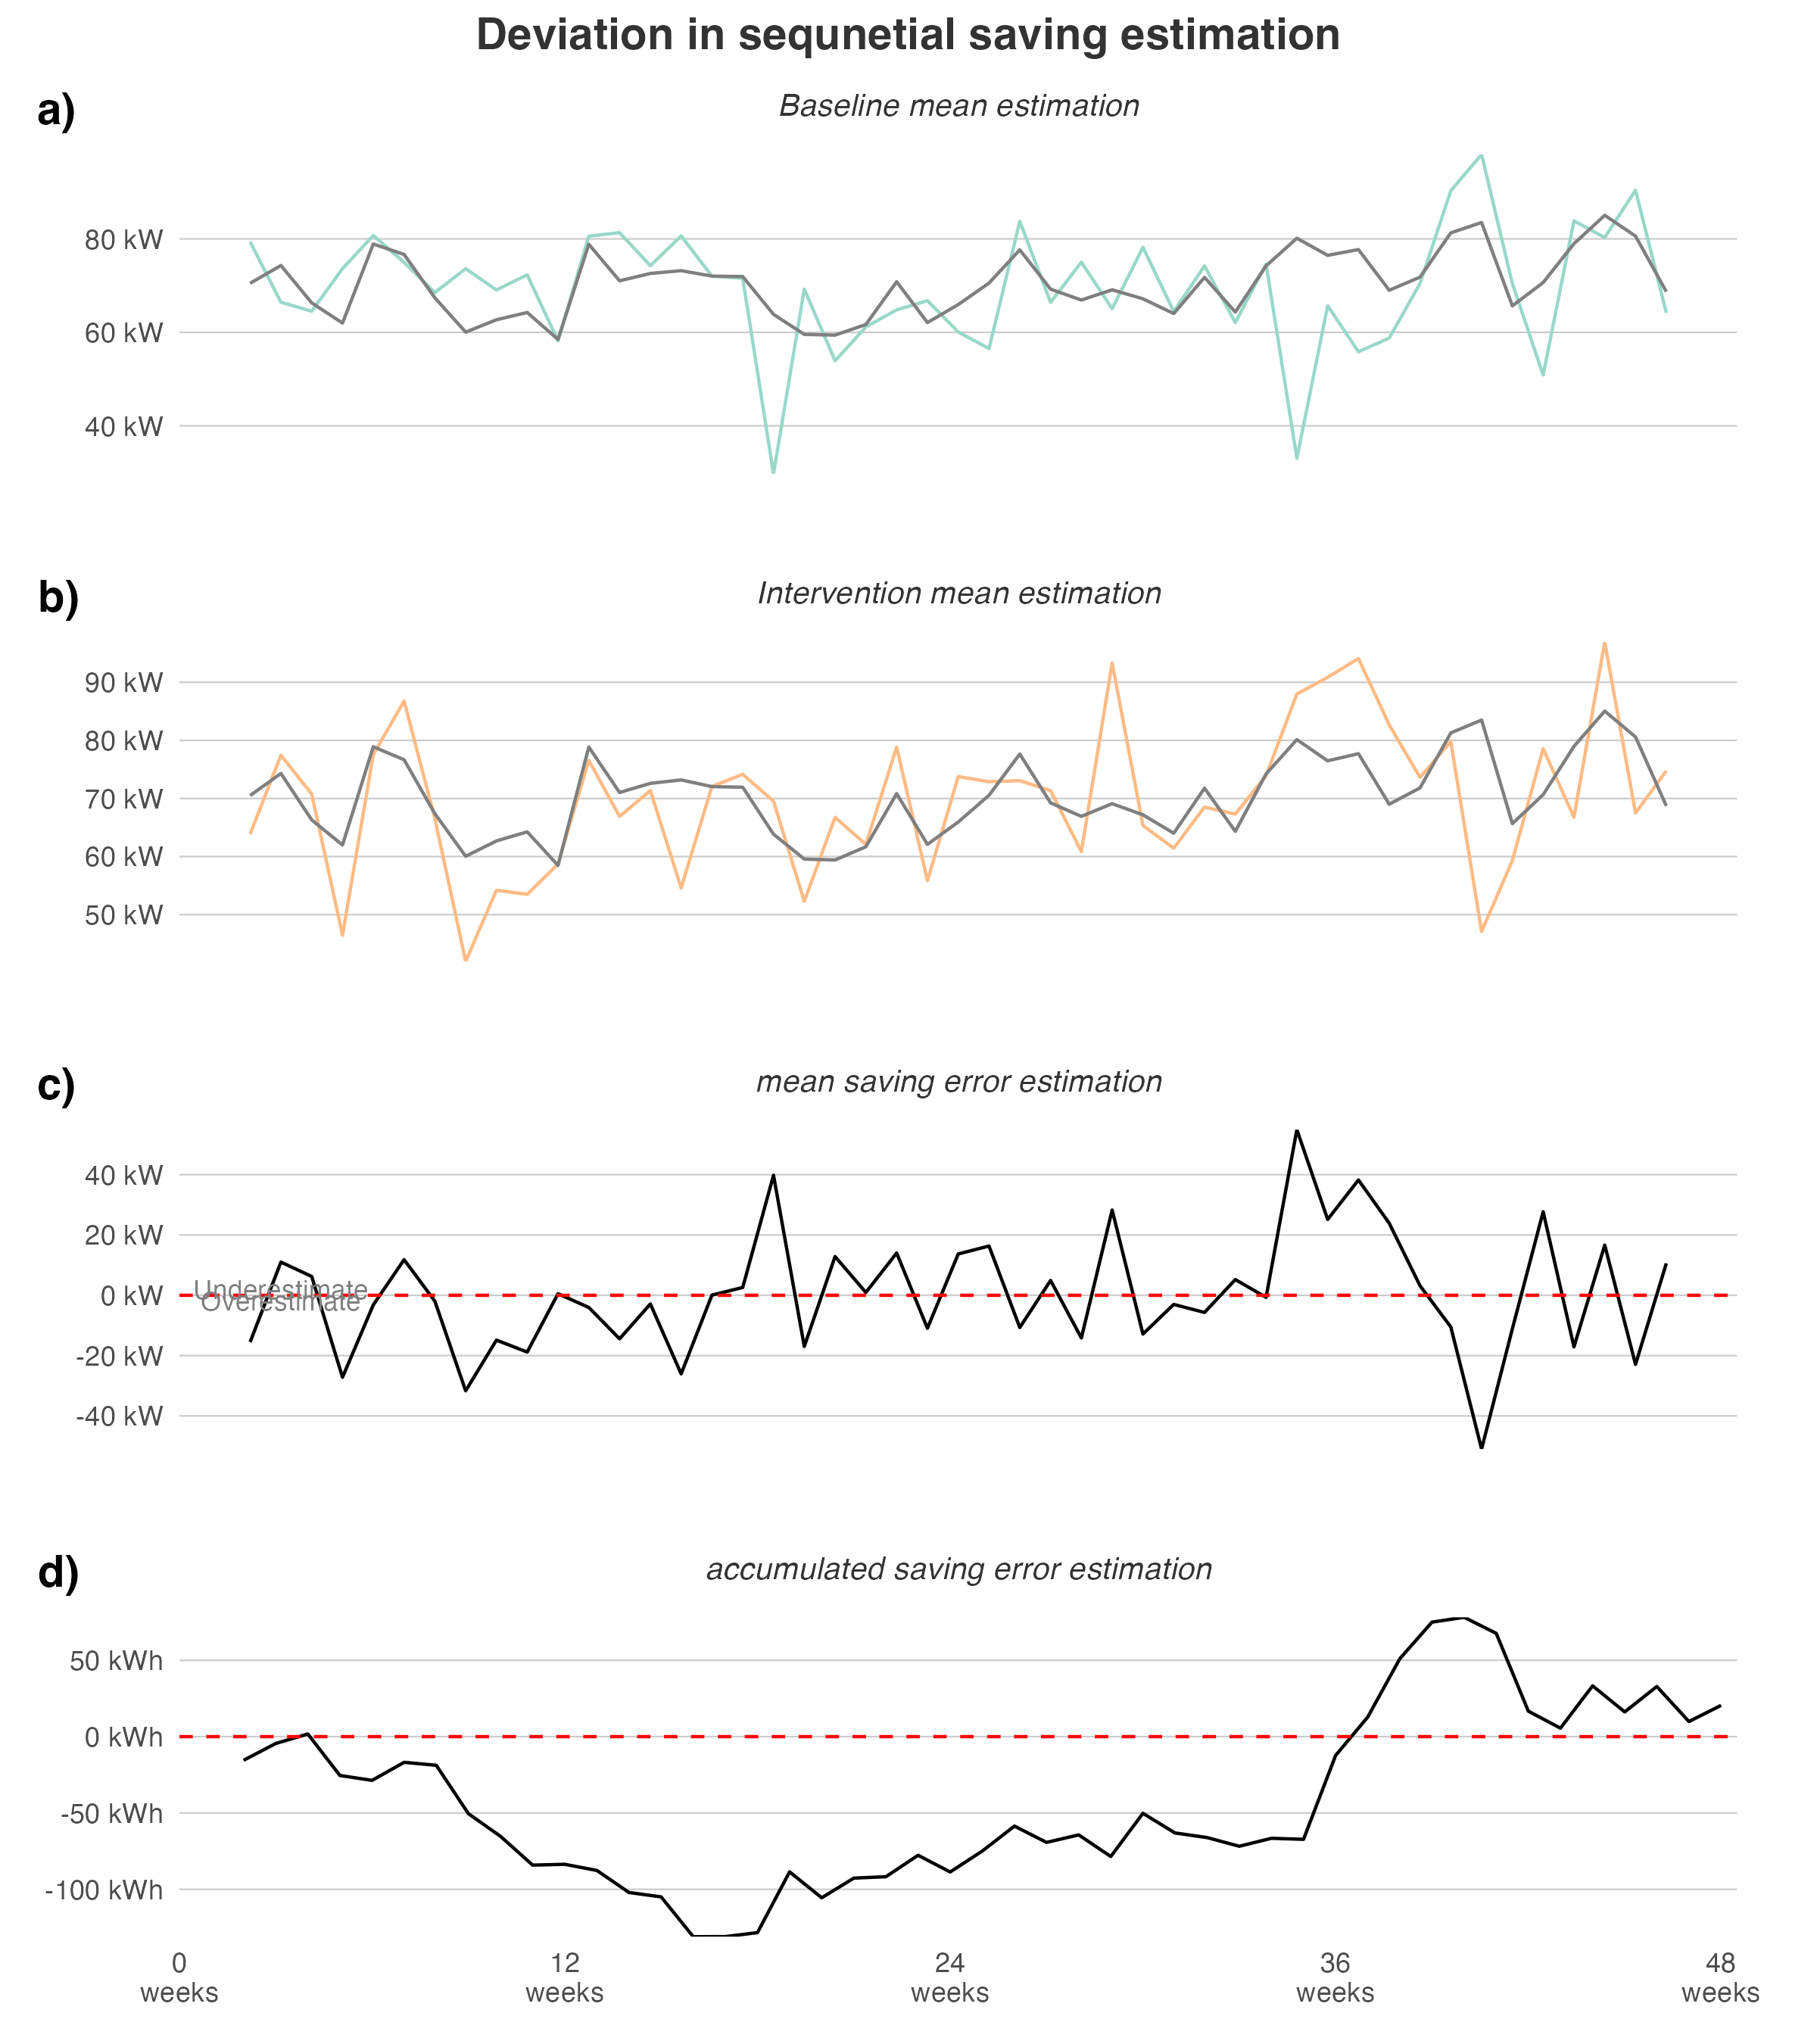 Deviation in sequnetial saving estimation
a)
Baseline mean estimation
80 kW
60 kW
40 kW
b)
Intervention mean estimation
90 kW
80 kW
70 kW
60 kW
50 kW
c)
mean saving error estimation
40 kW
20 kW
0 kW
-20 kW
-40 kW
Underestimate
Overestimate
d)
accumulated saving error estimation
50 kWh
0 kWh
-50 kWh
-100 kWh
0 12 24 36 48
weeks weeks weeks weeks weeks